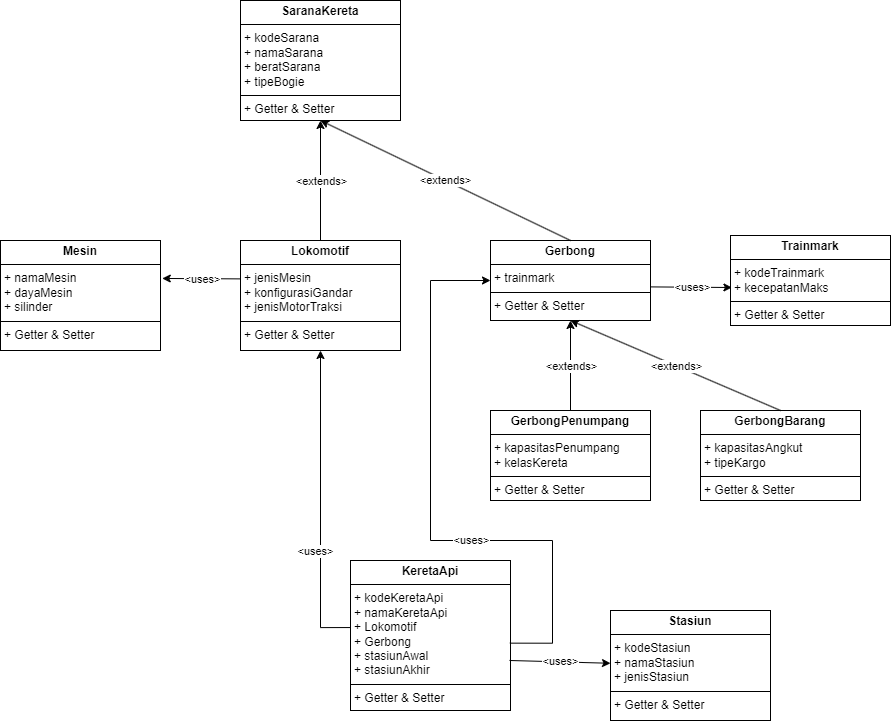 SaranaKereta
+ kodeSarana
+ namaSarana
+ beratSarana
+ tipeBogie
+ Getter & Setter
<extends>
<extends>
Mesin
+ namaMesin
+ dayaMesin
+ silinder
+ Getter & Setter
<uses>
Lokomotif
+ jenisMesin
+ konfigurasiGandar
+ jenisMotorTraksi
+ Getter & Setter
Gerbong
+ trainmark
+ Getter & Setter
<uses>
Trainmark
+ kodeTrainmark
+ kecepatanMaks
+ Getter & Setter
<extends>
<extends>
GerbongPenumpang
+ kapasitasPenumpang
+ kelasKereta
+ Getter & Setter
GerbongBarang
+ kapasitasAngkut
+ tipeKargo
+ Getter & Setter
<uses>
<uses>
KeretaApi
+ kodeKeretaApi
+ namaKeretaApi
+ Lokomotif
+ Gerbong
+ stasiunAwal
+ stasiunAkhir
+ Getter & Setter
<uses>
Stasiun
+ kodeStasiun
+ namaStasiun
+ jenisStasiun
+ Getter & Setter